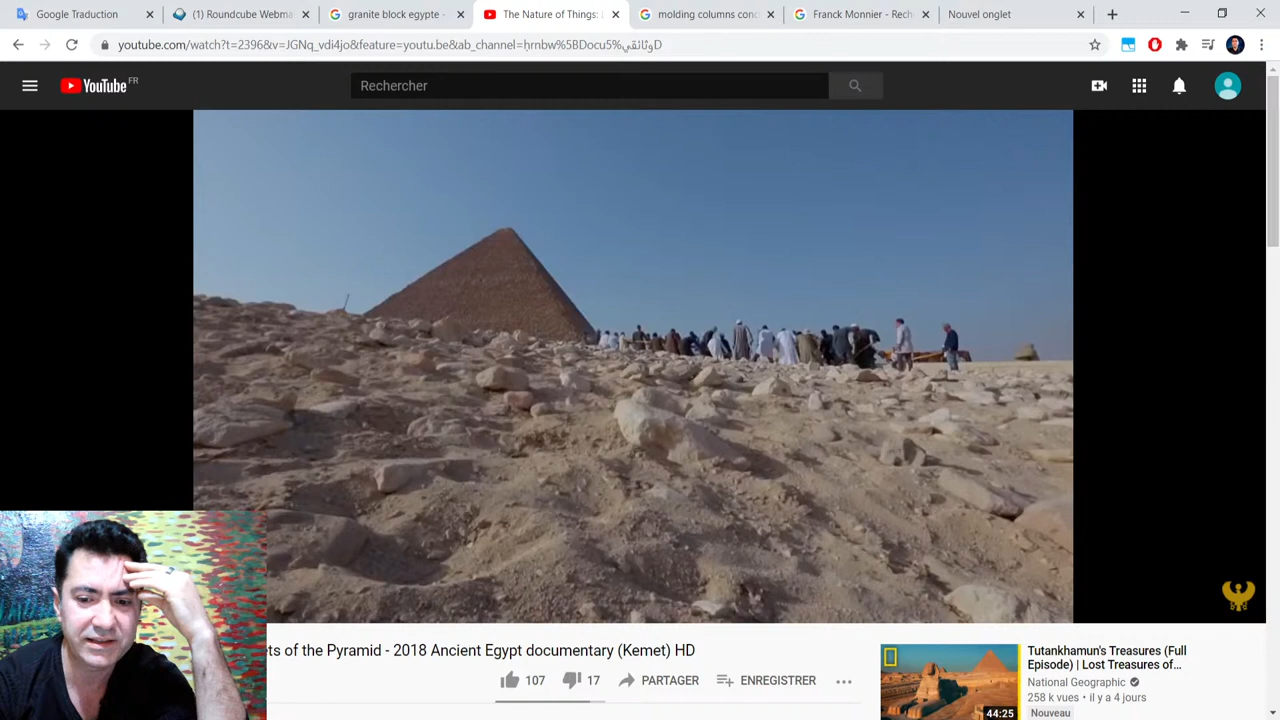 Google Traduction
(1) Roundcube Webma
granite block egypte -
The Nature of Things:
molding columns conc
Franck Monnier - Rech
Nouvel onglet
youtube.com/watch?t=2396&v=JGNq_vdi4jo&feature=youtu.be&ab_channel=hrnbw%5BDocu5%وثائقيD
YouTube FR
Rechercher
ts of the Pyramid - 2018 Ancient Egypt documentary (Kemet) HD
107
17
PARTAGER
ENREGISTRER
Tutankhamun's Treasures (Full
Episode) | Lost Treasures of...
National Geographic
258 k vues • il y a 4 jours
Nouveau
44:25